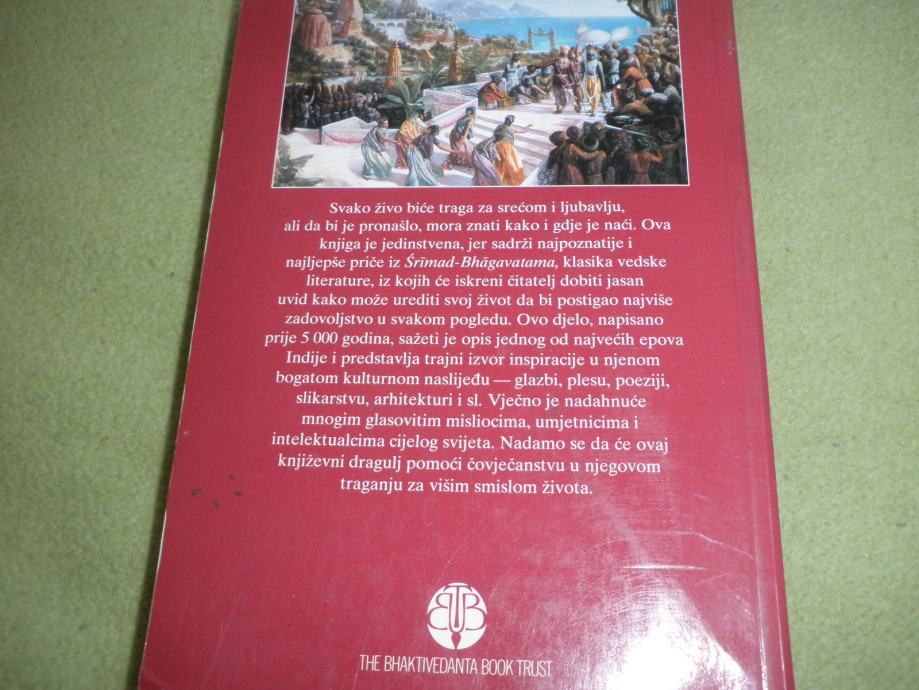 Svako živo biće traga za srećom i ljubavlju,
ali da bi je pronašlo, mora znati kako i gdje je naći. Ova
knjiga je jedinstvena, jer sadrži najpoznatije i
najljepše priče iz Śrīmad-Bhāgavatama, klasika vedske
literature, iz kojih će iskreni čitatelj dobiti jasan
uvid kako može urediti svoj život da bi postigao najviše
zadovoljstvo u svakom pogledu. Ovo djelo, napisano
prije 5 000 godina, sažeti je opis jednog od najvećih epova
Indije i predstavlja trajni izvor inspiracije u njenom
bogatom kulturnom naslijeđu — glazbi, plesu, poeziji,
slikarstvu, arhitekturi i sl. Vječno je nadahnuće
mnogim glasovitim misliocima, umjetnicima i
intelektualcima cijelog svijeta. Nadamo se da će ovaj
književni dragulj pomoći čovječanstvu u njegovom
traganju za višim smislom života.
BTB
THE BHAKTIVEDANTA BOOK TRUST